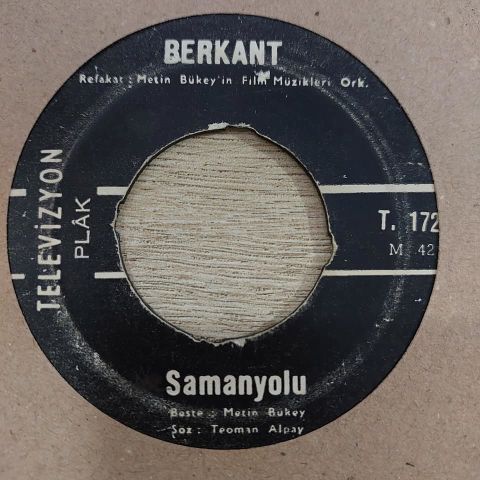 BERKANT
Refakat : Metin Bükey'in Film Müzikleri Ork.
TELEVİZYON
PLÂK
T. 172
M 42
Samanyolu
Beste : Metin Bükey
Söz : Teoman Alpay